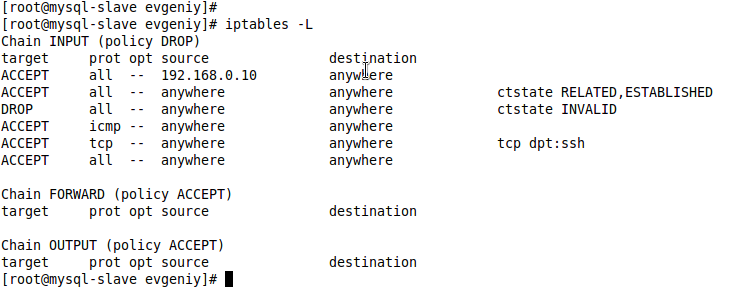 [root@mysql-slave evgeniy]#
[root@mysql-slave evgeniy]# iptables -L
Chain INPUT (policy DROP)
target     prot opt source               destination
ACCEPT     all  --  192.168.0.10         anywhere
ACCEPT     all  --  anywhere             anywhere             ctstate RELATED,ESTABLISHED
DROP       all  --  anywhere             anywhere             ctstate INVALID
ACCEPT     icmp --  anywhere             anywhere
ACCEPT     tcp  --  anywhere             anywhere             tcp dpt:ssh
ACCEPT     all  --  anywhere             anywhere

Chain FORWARD (policy ACCEPT)
target     prot opt source               destination

Chain OUTPUT (policy ACCEPT)
target     prot opt source               destination
[root@mysql-slave evgeniy]#